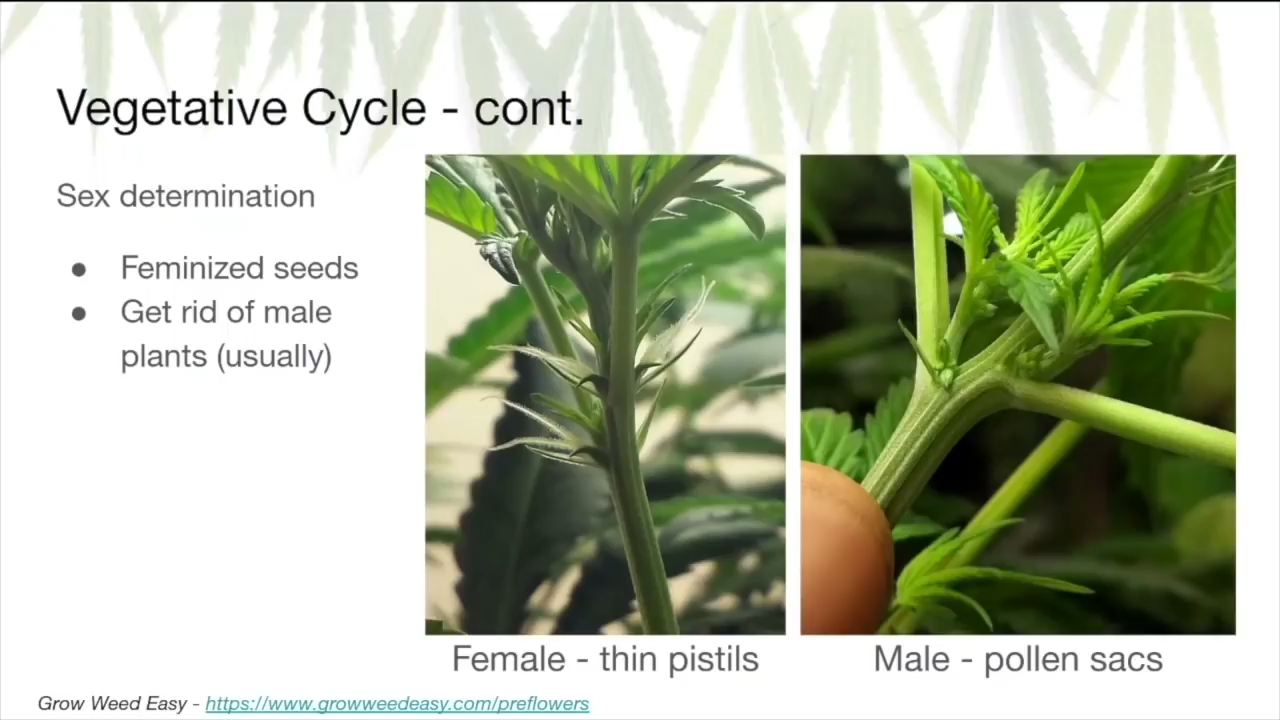 Vegetative Cycle - cont.
Sex determination
● Feminized seeds
● Get rid of male
plants (usually)
Female - thin pistils
Male - pollen sacs
Grow Weed Easy - https://www.growweedeasy.com/preflowers